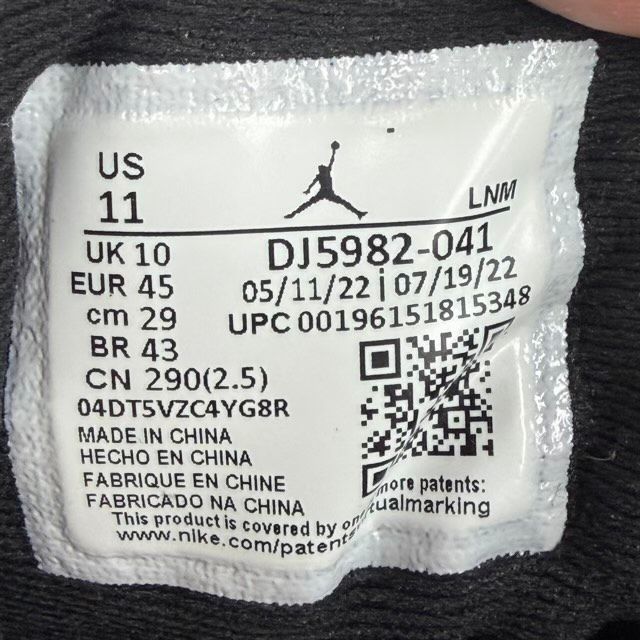 US
11
LNM
UK 10
DJ5982-041
EUR 45
05/11/22 | 07/19/22
cm 29
UPC 00196151815348
BR 43
CN 290(2.5)
04DT5VZC4YG8R
MADE IN CHINA
HECHO EN CHINA
FABRIQUE EN CHINE
FABRICADO NA CHINA
This product is covered by one
more patents:
www.nike.com/patents
tualmarking